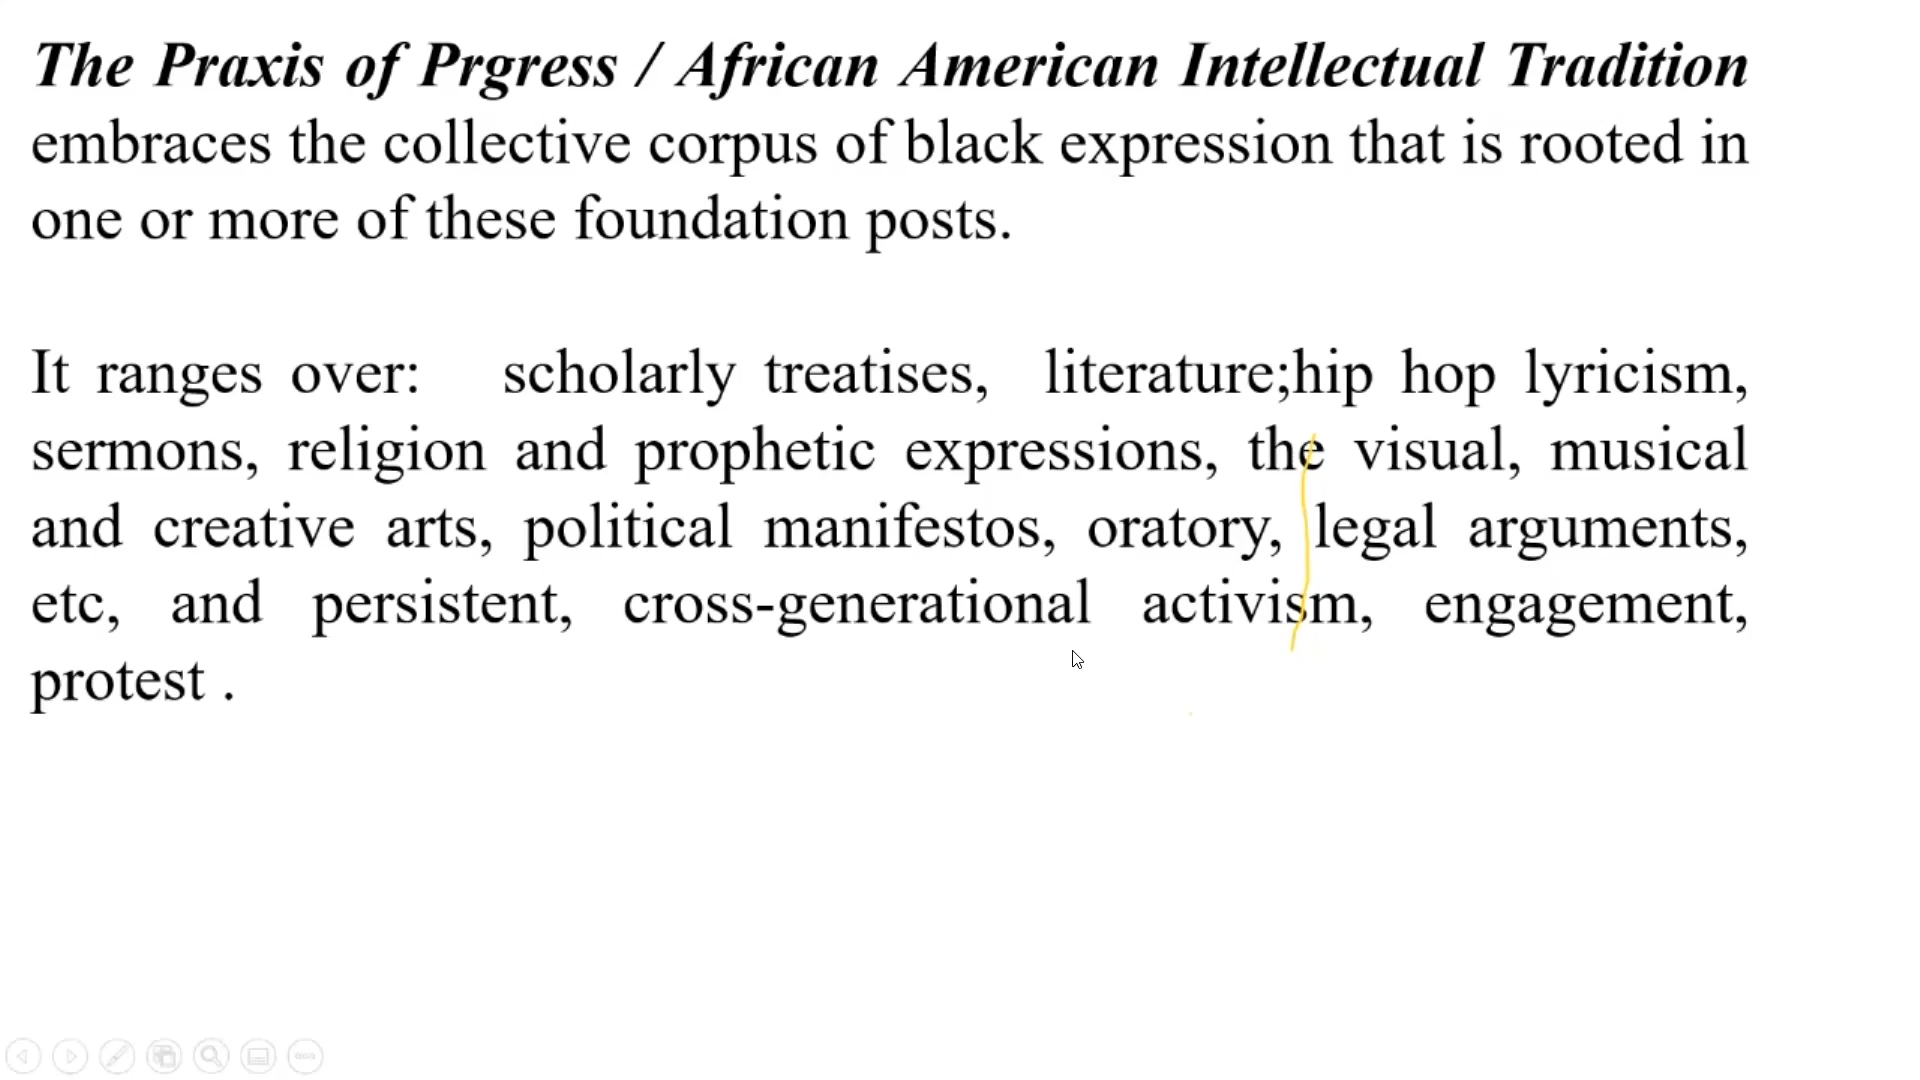 The Praxis of Prgress / African American Intellectual Tradition
embraces the collective corpus of black expression that is rooted in
one or more of these foundation posts.
It ranges over: scholarly treatises, literature;hip hop lyricism,
sermons, religion and prophetic expressions, the visual, musical
and creative arts, political manifestos, oratory, legal arguments,
etc, and persistent, cross-generational activism, engagement,
protest .